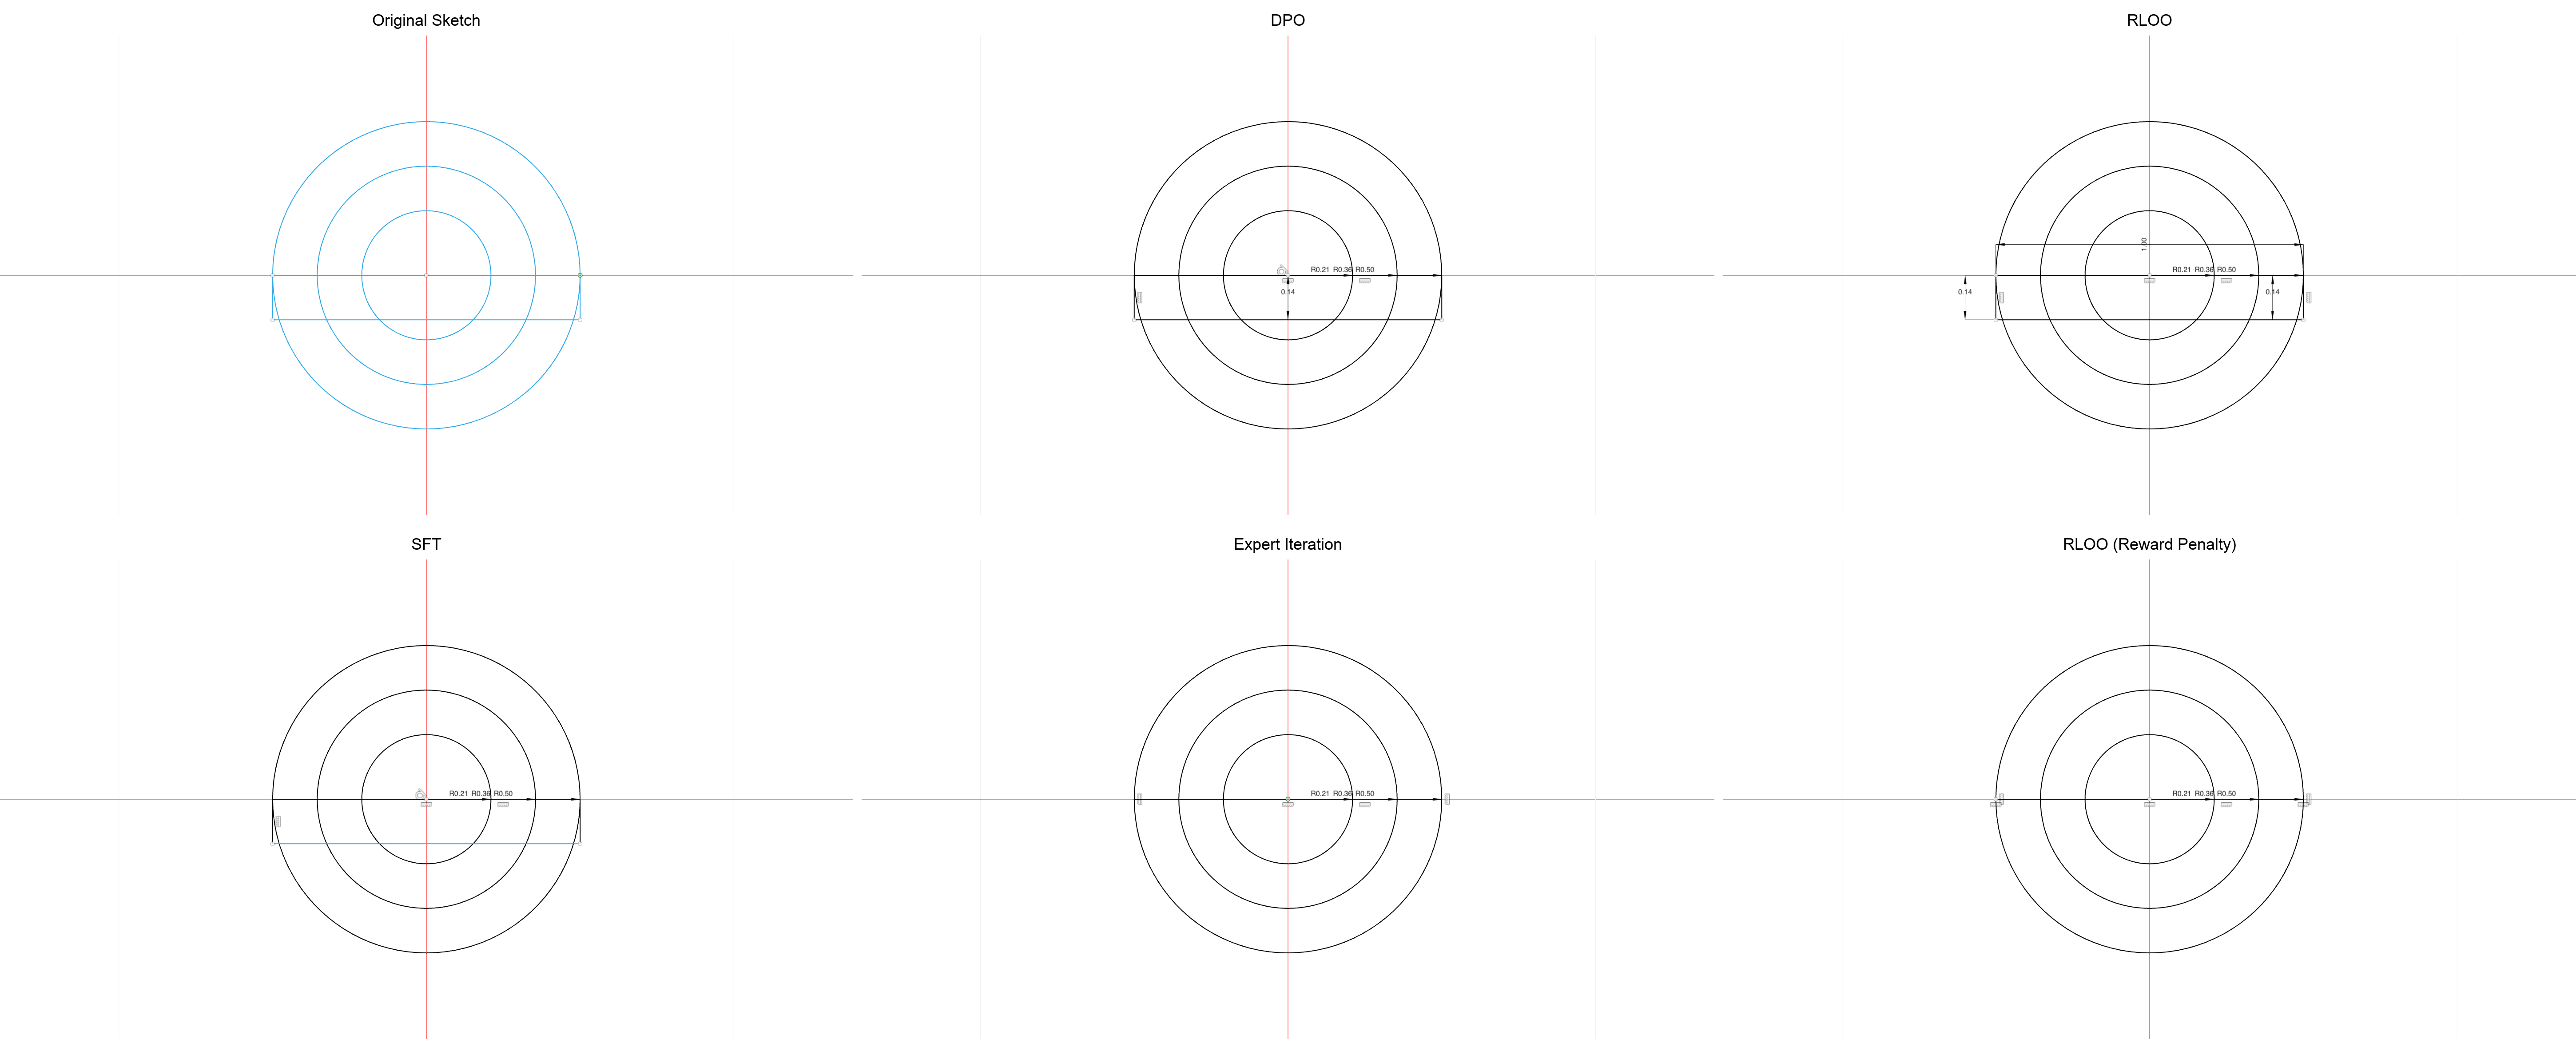 Original Sketch
DPO
R0.21 R0.36 R0.50
0.14
RLOO
1.00
R0.21 R0.36 R0.50
0.14
0.14
SFT
R0.21 R0.36 R0.50
Expert Iteration
R0.21 R0.36 R0.50
RLOO (Reward Penalty)
R0.21 R0.36 R0.50